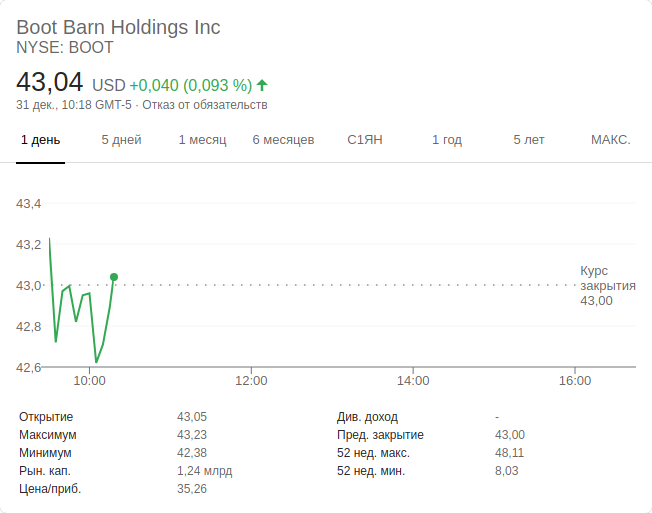 Boot Barn Holdings Inc
NYSE: BOOT
43,04 USD +0,040 (0,093 %)
31 дек., 10:18 GMT-5 · Отказ от обязательств
1 день 5 дней 1 месяц 6 месяцев С1ЯН 1 год 5 лет МАКС.
43,4
43,2
43,0
42,8
42,6
Курс
закрытия
43,00
10:00 12:00 14:00 16:00
Открытие 43,05
Максимум 43,23
Минимум 42,38
Рын. кап. 1,24 млрд
Цена/приб. 35,26
Див. доход -
Пред. закрытие 43,00
52 нед. макс. 48,11
52 нед. мин. 8,03